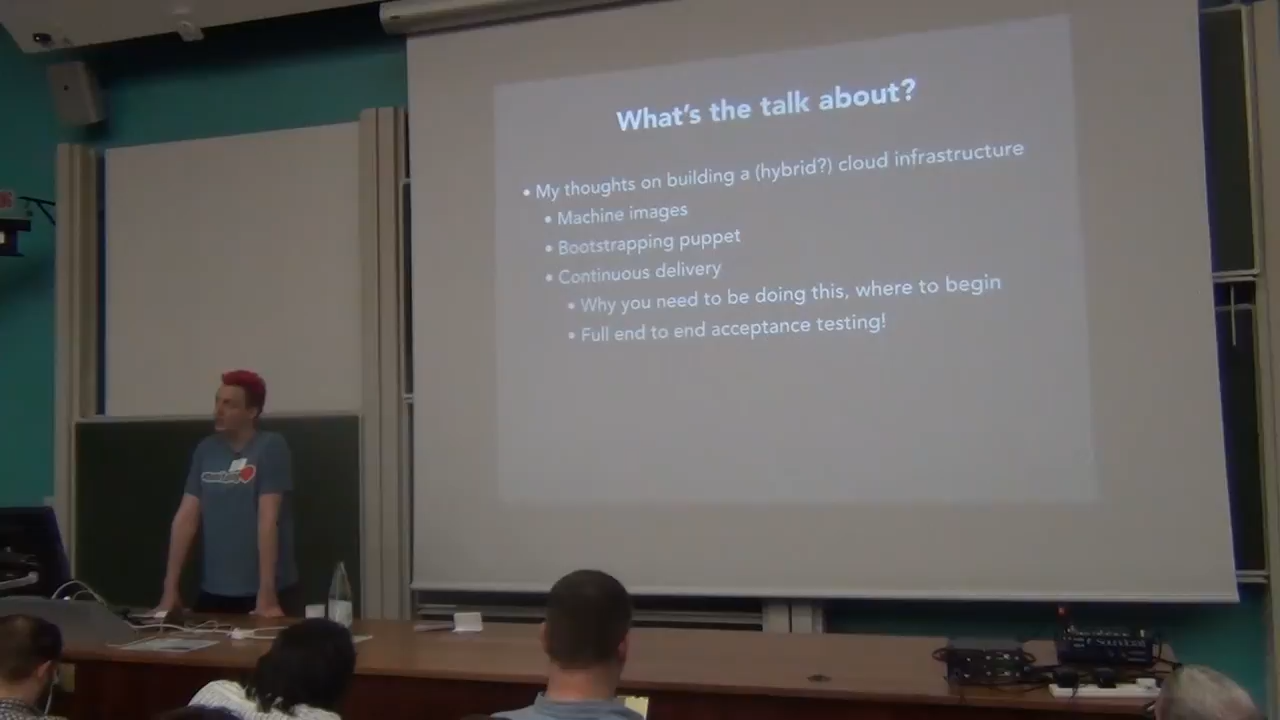 What's the talk about?
• My thoughts on building a (hybrid?) cloud infrastructure
• Machine images
• Bootstrapping puppet
• Continuous delivery
• Why you need to be doing this, where to begin
• Full end to end acceptance testing!